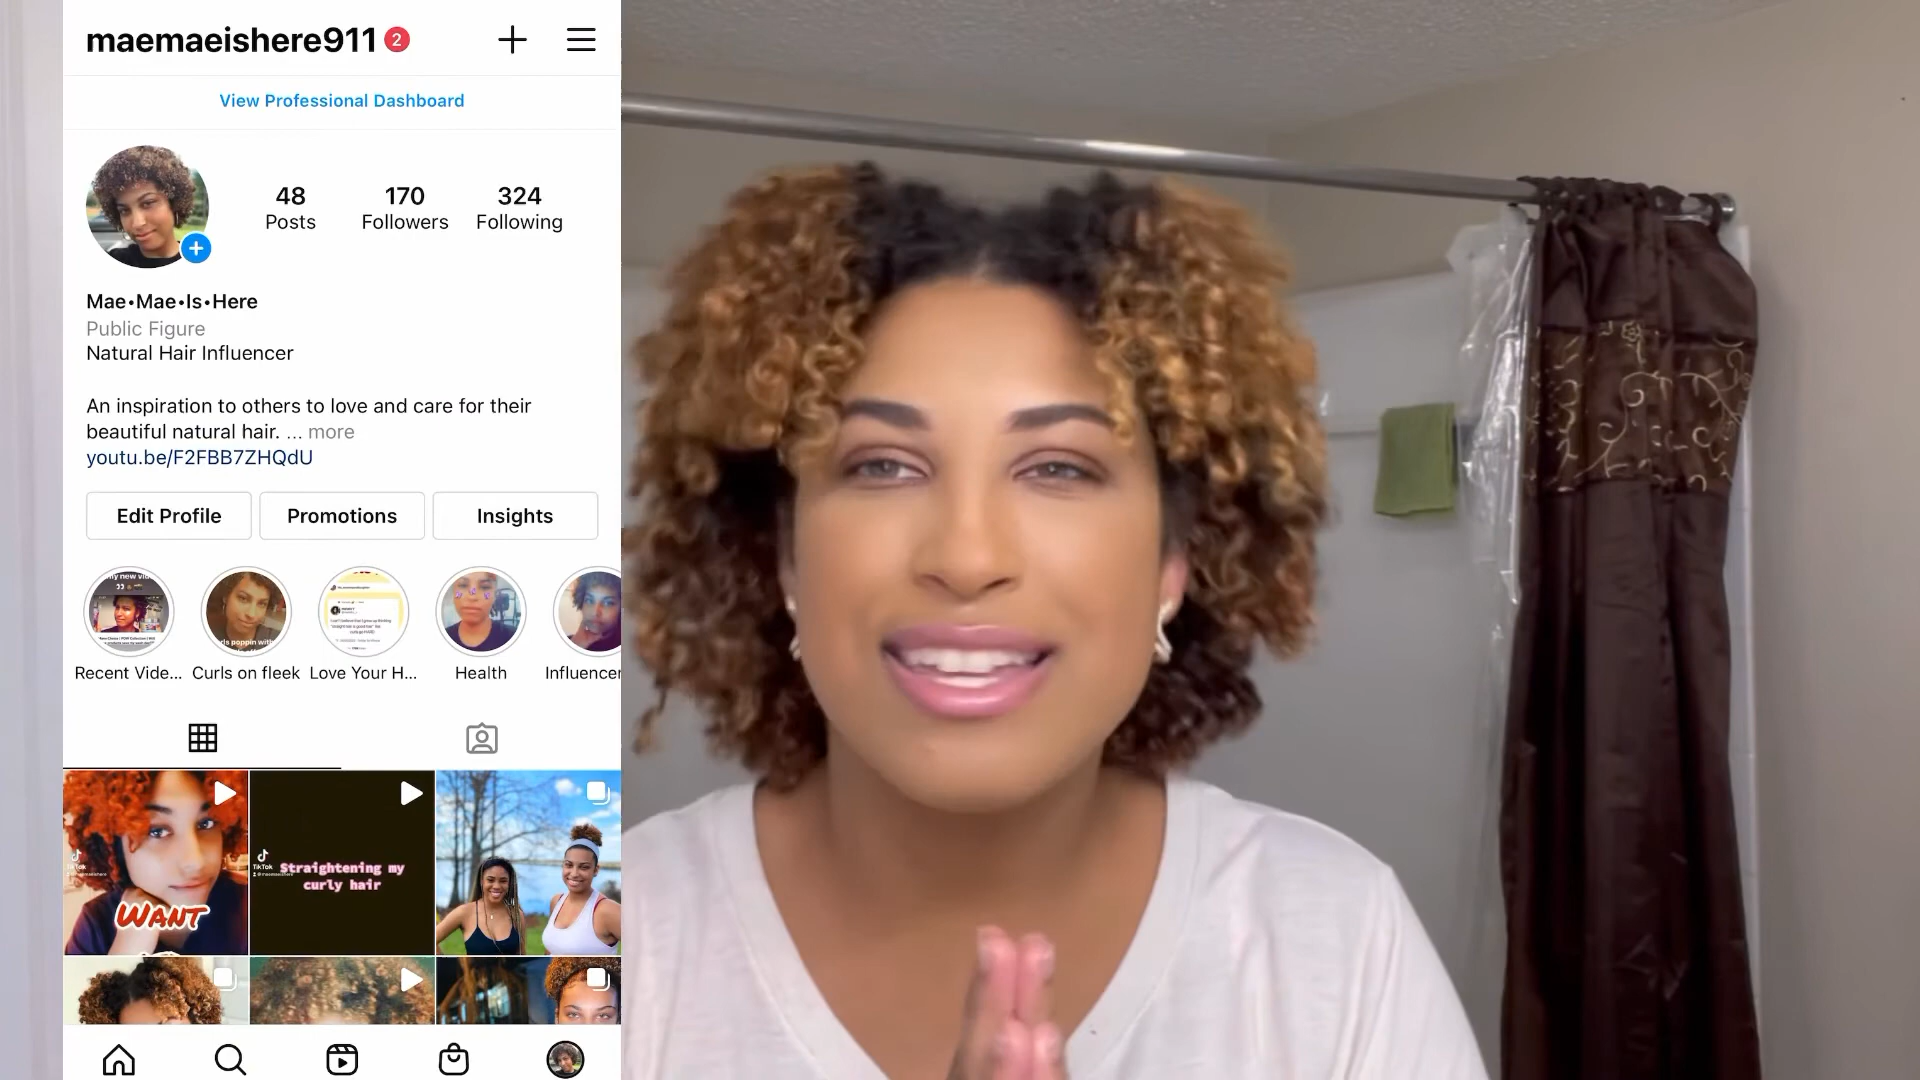 maemaeishere911 2
View Professional Dashboard
48 170 324
Posts Followers Following
Mae•Mae•Is•Here
Public Figure
Natural Hair Influencer
An inspiration to others to love and care for their
beautiful natural hair. ... more
youtu.be/F2FBB7ZHQdU
Edit Profile Promotions Insights
Recent Vide... Curls on fleek Love Your H... Health Influencer
TikTok
WANT
TikTok
Straightening my
curly hair